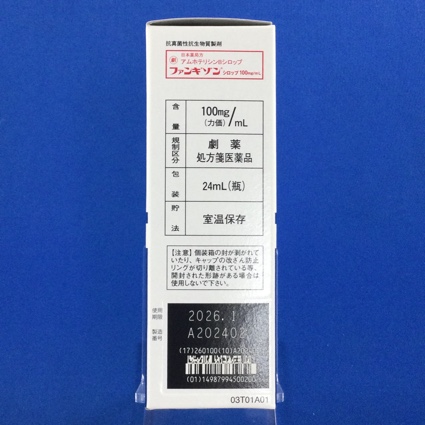 抗真菌性抗生物質製剤
日本薬局方
アムホテリシンBシロップ
劇 ファンギゾン シロップ100mg/mL
含量 100mg(力価)/mL
規制区分 劇薬 処方箋医薬品
包装 24mL(瓶)
貯法 室温保存
【注意】個装箱の封が剥がれて
いたり、キャップの改ざん防止
リングが切り離されている等、
開封された形跡がある場合は
使用しないで下さい。
使用期限 2026.1
製造番号 A20240
(17)260100(10)A2024
(01)14987994500200
03T01A01